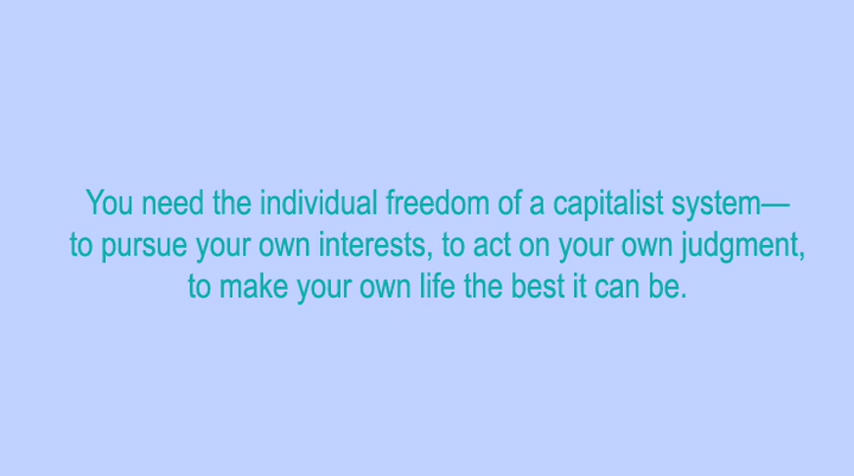 You need the individual freedom of a capitalist system—
to pursue your own interests, to act on your own judgment,
to make your own life the best it can be.